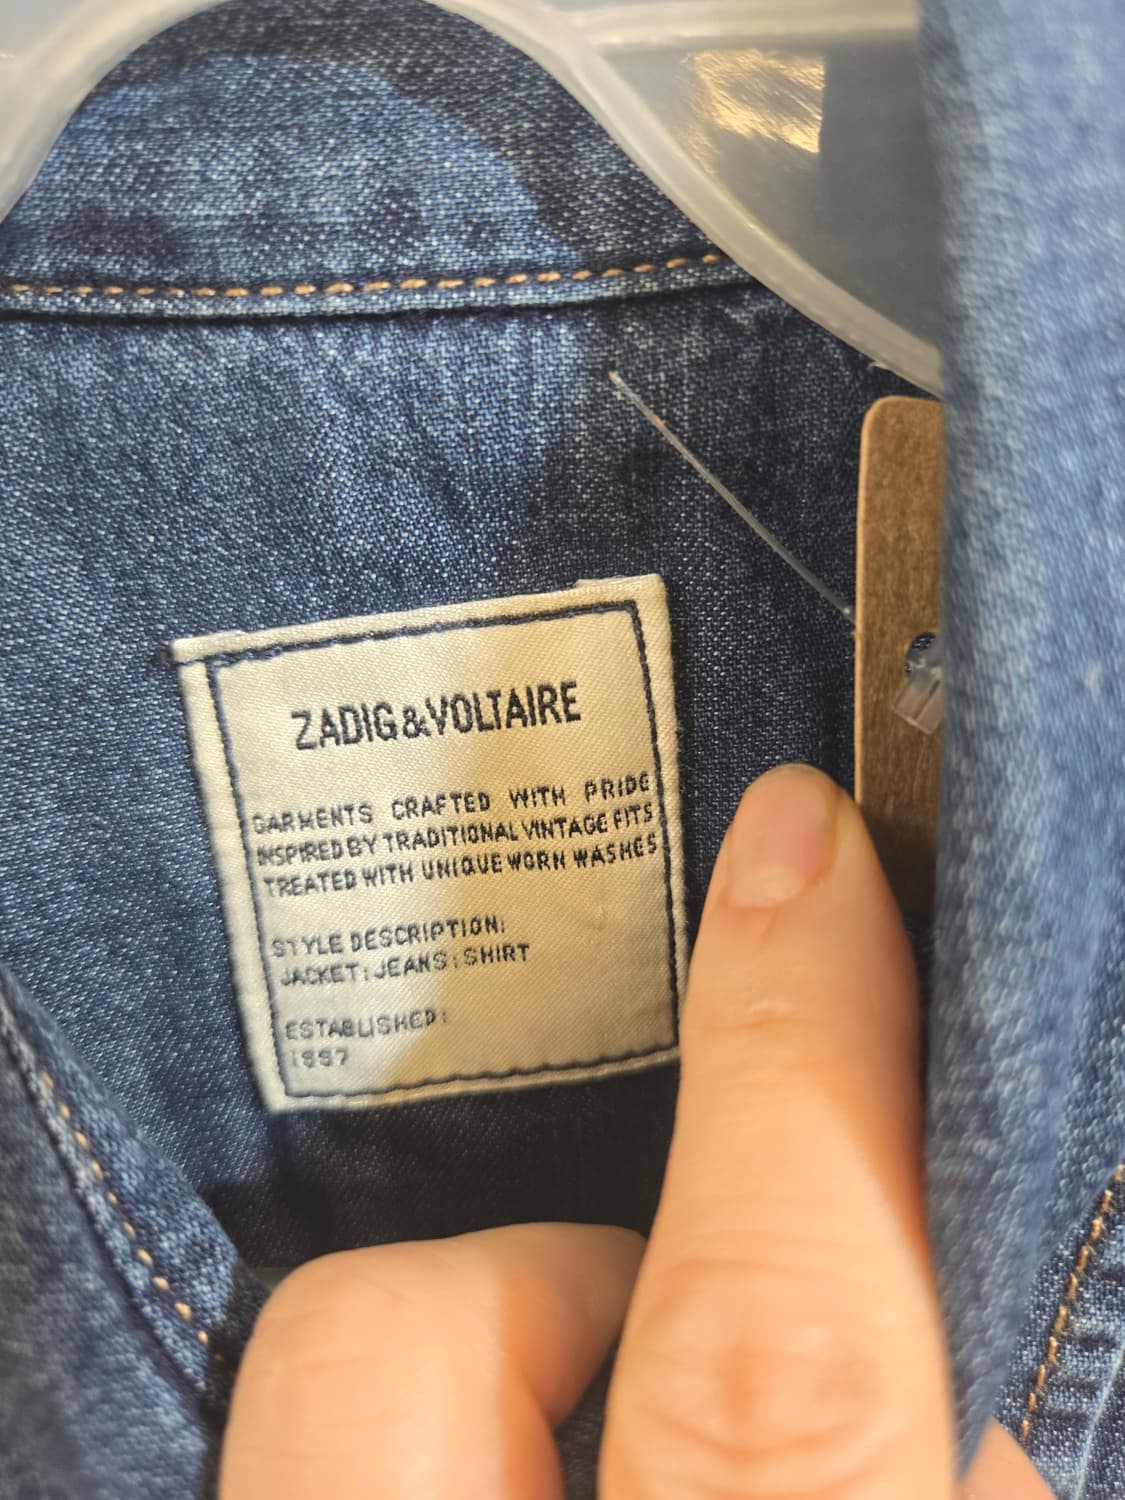 ZADIG&VOLTAIRE
GARMENTS CRAFTED WITH PRIDE
INSPIRED BY TRADITIONAL VINTAGE FITS
TREATED WITH UNIQUE WORN WASHES
STYLE DESCRIPTION:
JACKET:JEANS:SHIRT
ESTABLISHED:
1997